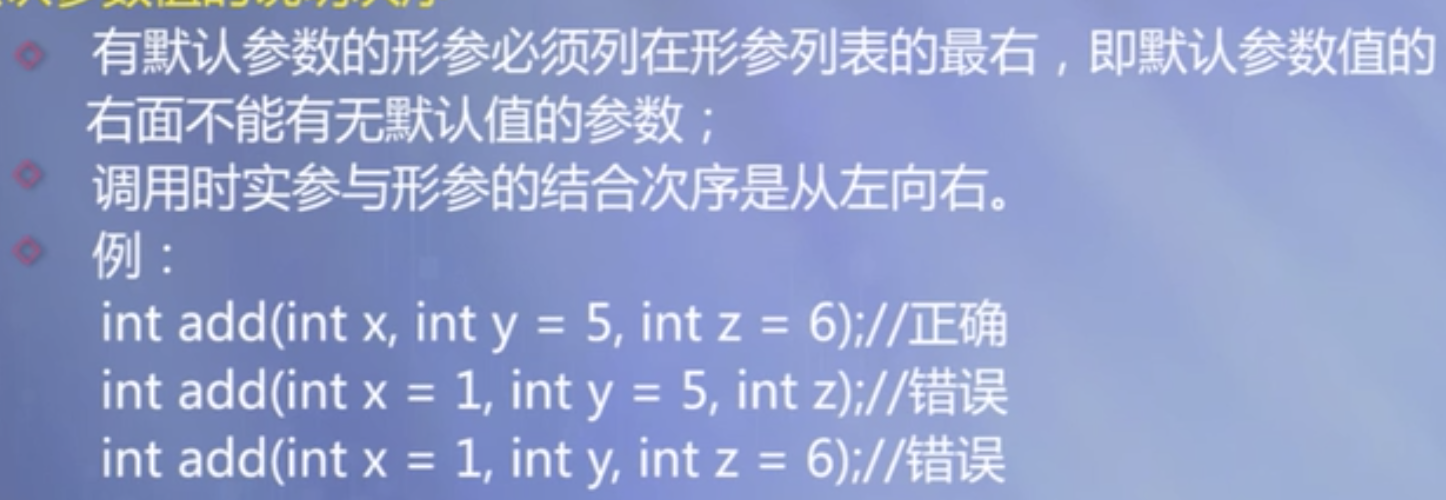 有默认参数的形参必须列在形参列表的最右，即默认参数值的
右面不能有无默认值的参数；
调用时实参与形参的结合次序是从左向右。
例：
int add(int x, int y = 5, int z = 6);//正确
int add(int x = 1, int y = 5, int z);//错误
int add(int x = 1, int y, int z = 6);//错误